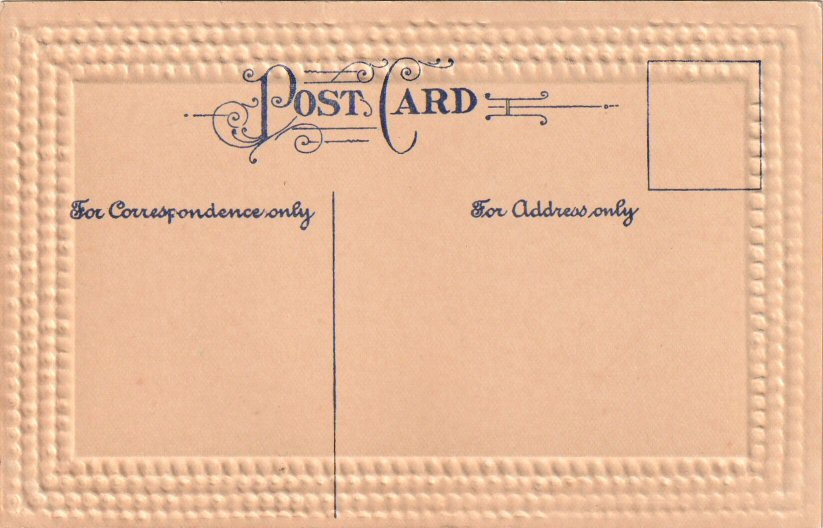 POST CARD
For Correspondence only
For Address only